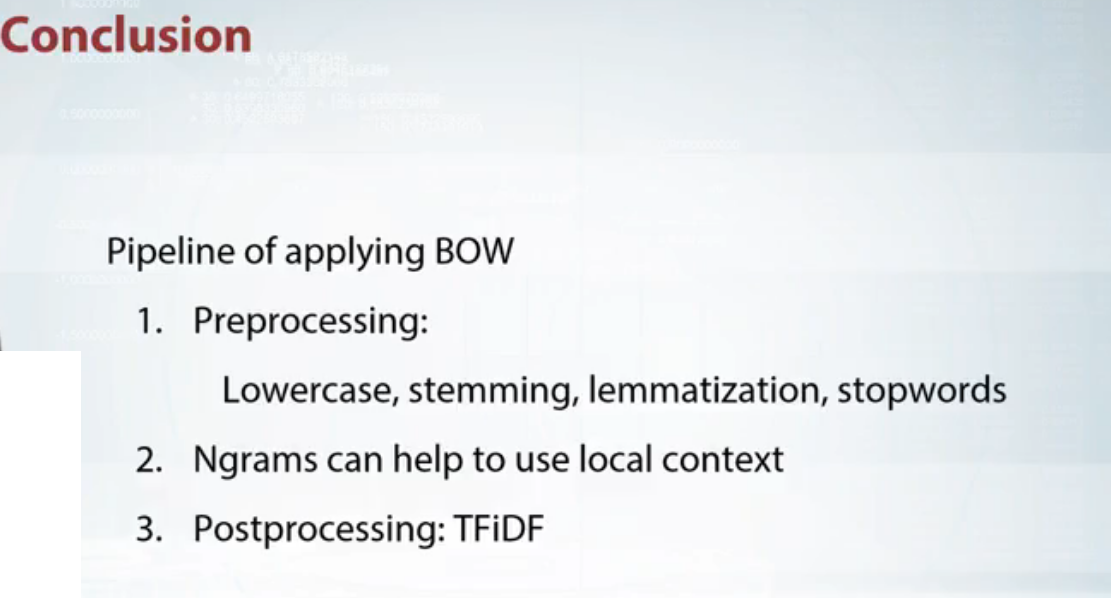 Conclusion
Pipeline of applying BOW
1. Preprocessing:
Lowercase, stemming, lemmatization, stopwords
2. Ngrams can help to use local context
3. Postprocessing: TFiDF